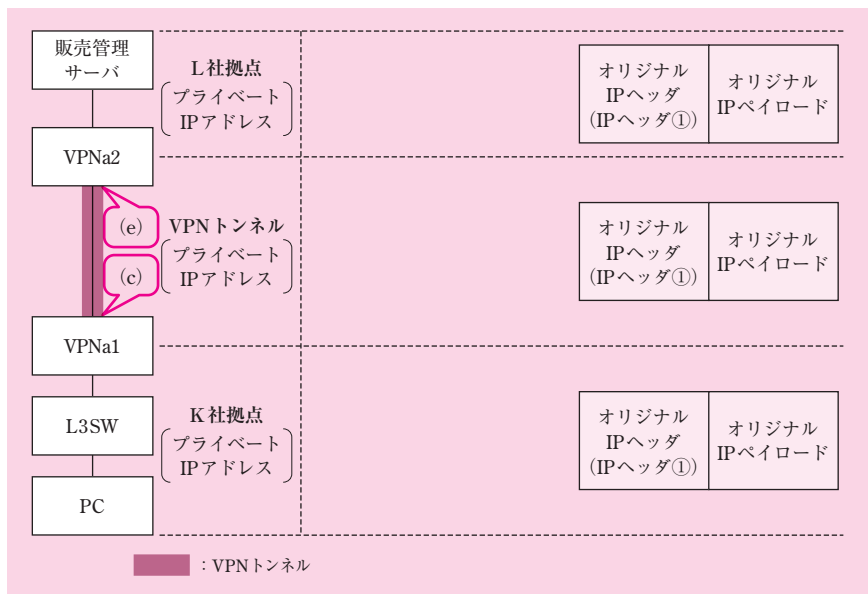 販売管理
サーバ
L社拠点
プライベート
IPアドレス
オリジナル
IPヘッダ
(IPヘッダ①)
オリジナル
IPペイロード
VPNa2
(e)
VPNトンネル
プライベート
IPアドレス
(c)
オリジナル
IPヘッダ
(IPヘッダ①)
オリジナル
IPペイロード
VPNa1
L3SW
K社拠点
プライベート
IPアドレス
オリジナル
IPヘッダ
(IPヘッダ①)
オリジナル
IPペイロード
PC
：VPNトンネル